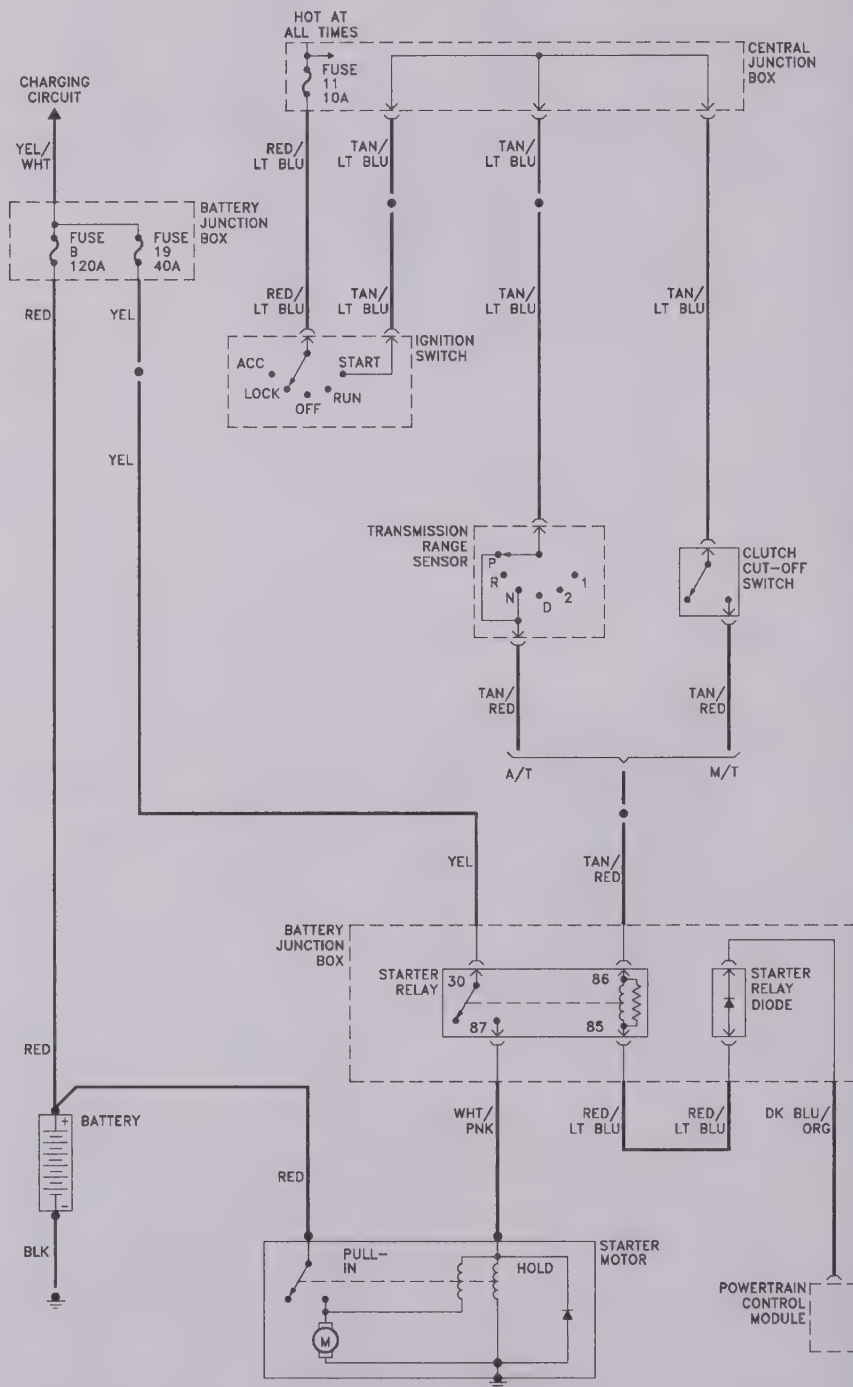 HOT AT
ALL TIMES
CENTRAL
JUNCTION
BOX
FUSE
11
10A
CHARGING
CIRCUIT
YEL/
WHT
RED/
LT BLU
TAN/
LT BLU
TAN/
LT BLU
BATTERY
JUNCTION
BOX
FUSE
B
120A
FUSE
19
40A
RED
YEL
RED/
LT BLU
TAN/
LT BLU
TAN/
LT BLU
TAN/
LT BLU
IGNITION
SWITCH
ACC
START
LOCK
OFF
RUN
YEL
TRANSMISSION
RANGE
SENSOR
P
R
N
D
2
1
CLUTCH
CUT-OFF
SWITCH
TAN/
RED
TAN/
RED
A/T
M/T
YEL
TAN/
RED
BATTERY
JUNCTION
BOX
STARTER
RELAY
30
86
87
85
STARTER
RELAY
DIODE
RED
+
BATTERY
-
WHT/
PNK
RED/
LT BLU
RED/
LT BLU
DK BLU/
ORG
RED
BLK
PULL-
IN
HOLD
STARTER
MOTOR
M
POWERTRAIN
CONTROL
MODULE